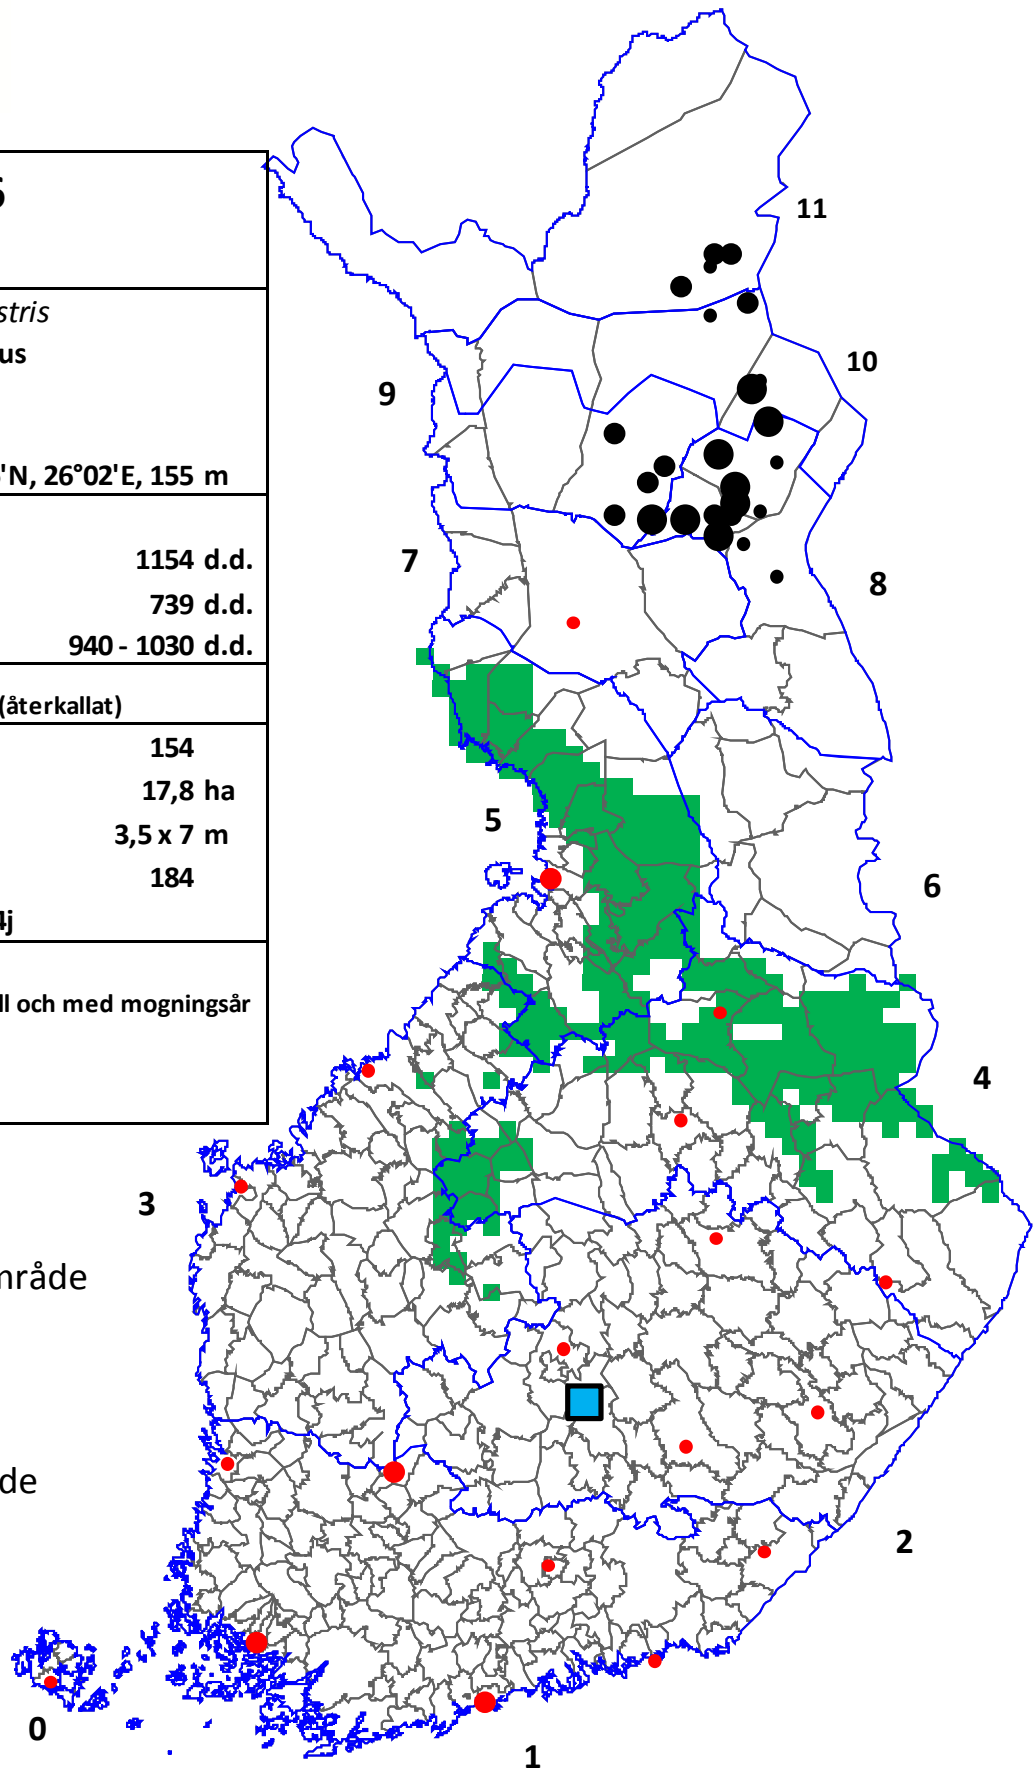 stris
us
'N, 26°02'E, 155 m
1154 d.d.
739 d.d.
940 - 1030 d.d.
(återkallat)
154
17,8 ha
3,5 x 7 m
184
4j
ll och med mogningsår
område
de
11
10
9
8
7
6
5
4
3
2
1
0